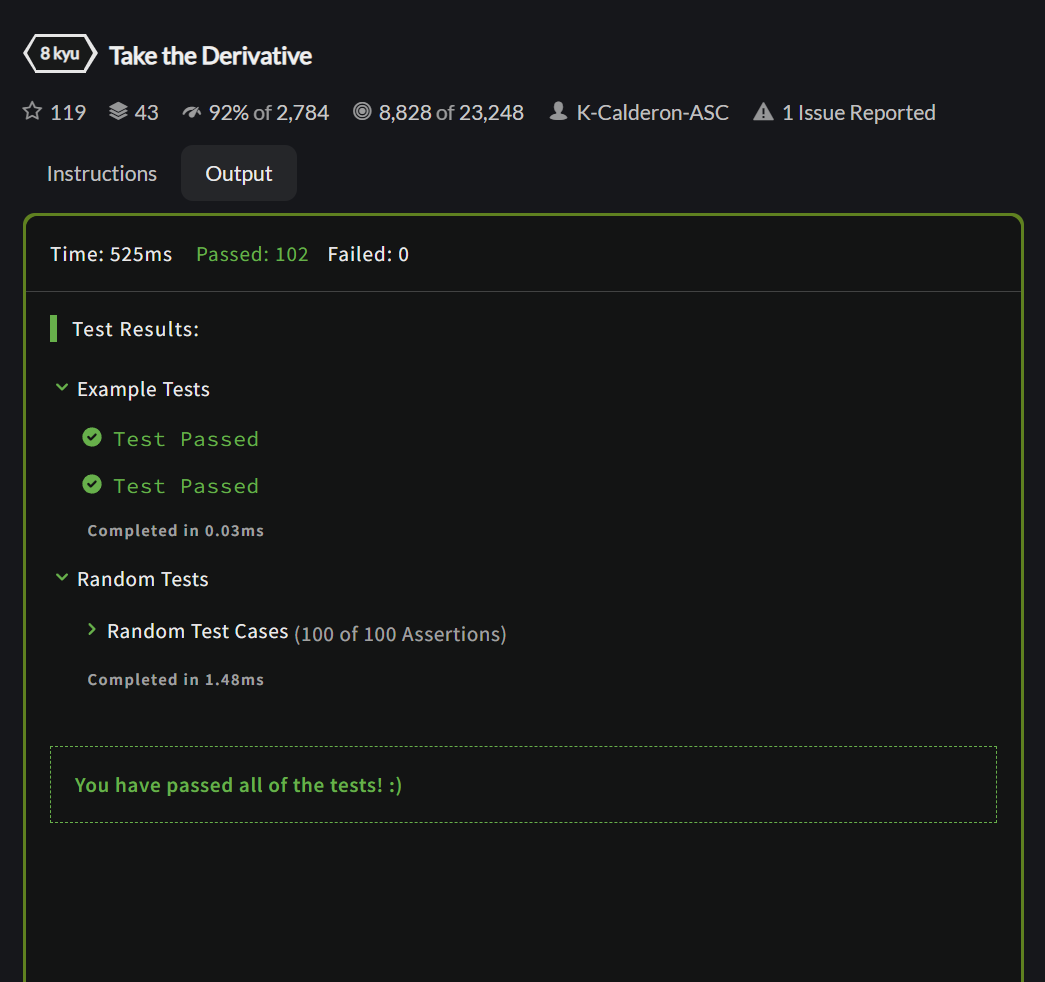 8 kyu Take the Derivative
119 43 92% of 2,784 8,828 of 23,248 K-Calderon-ASC 1 Issue Reported
Instructions Output
Time: 525ms Passed: 102 Failed: 0
Test Results:
Example Tests
Test Passed
Test Passed
Completed in 0.03ms
Random Tests
Random Test Cases (100 of 100 Assertions)
Completed in 1.48ms
You have passed all of the tests! :)